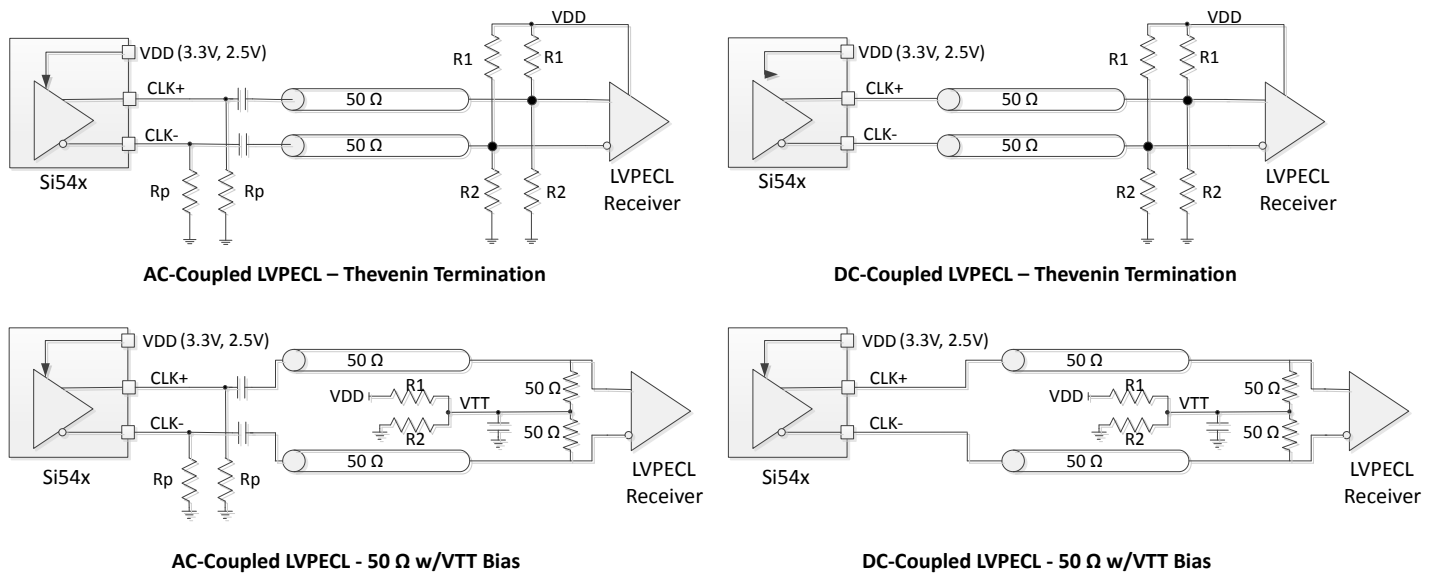 VDD
VDD (3.3V, 2.5V)
R1
R1
CLK+
50 Ω
CLK-
50 Ω
Si54x
Rp
Rp
R2
R2
LVPECL
Receiver
AC-Coupled LVPECL – Thevenin Termination
VDD
VDD (3.3V, 2.5V)
R1
R1
CLK+
50 Ω
CLK-
50 Ω
Si54x
R2
R2
LVPECL
Receiver
DC-Coupled LVPECL – Thevenin Termination
VDD (3.3V, 2.5V)
50 Ω
CLK+
R1
VDD
VTT
50 Ω
CLK-
R2
50 Ω
50 Ω
Si54x
Rp
Rp
LVPECL
Receiver
AC-Coupled LVPECL - 50 Ω w/VTT Bias
VDD (3.3V, 2.5V)
50 Ω
CLK+
R1
VDD
VTT
50 Ω
CLK-
R2
50 Ω
50 Ω
Si54x
LVPECL
Receiver
DC-Coupled LVPECL - 50 Ω w/VTT Bias